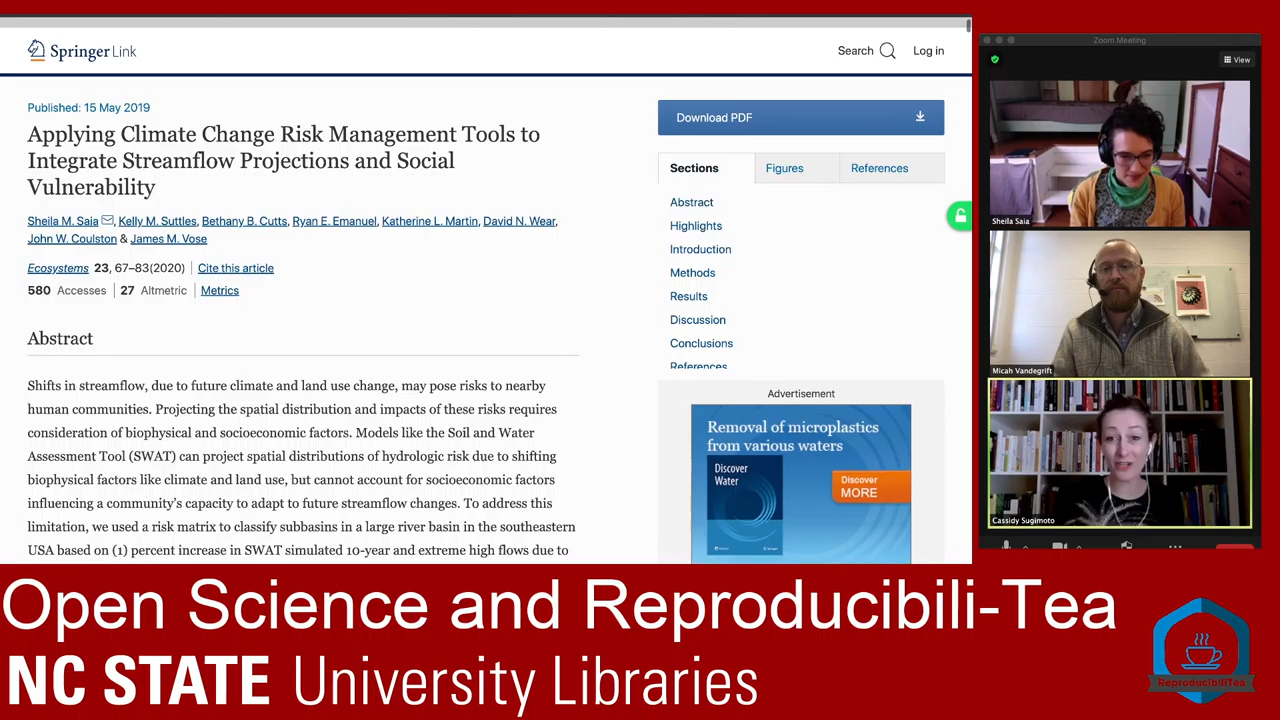 Springer Link
Search
Log in
Published: 15 May 2019
Applying Climate Change Risk Management Tools to
Integrate Streamflow Projections and Social
Vulnerability
Sheila M. Saia, Kelly M. Suttles, Bethany B. Cutts, Ryan E. Emanuel, Katherine L. Martin, David N. Wear,
John W. Coulston & James M. Vose
Ecosystems 23, 67–83(2020) | Cite this article
580 Accesses | 27 Altmetric | Metrics
Abstract
Shifts in streamflow, due to future climate and land use change, may pose risks to nearby
human communities. Projecting the spatial distribution and impacts of these risks requires
consideration of biophysical and socioeconomic factors. Models like the Soil and Water
Assessment Tool (SWAT) can project spatial distributions of hydrologic risk due to shifting
biophysical factors like climate and land use, but cannot account for socioeconomic factors
influencing a community's capacity to adapt to future streamflow changes. To address this
limitation, we used a risk matrix to classify subbasins in a large river basin in the southeastern
USA based on (1) percent increase in SWAT simulated 10-year and extreme high flows due to
Download PDF
Sections
Figures
References
Abstract
Highlights
Introduction
Methods
Results
Discussion
Conclusions
References
Advertisement
Removal of microplastics
from various waters
Discover
Water
Discover
MORE
Zoom Meeting
View
Sheila Saia
Micah Vandegrift
Cassidy Sugimoto
Open Science and Reproducibili-Tea
NC STATE University Libraries
ReproducibiliTea